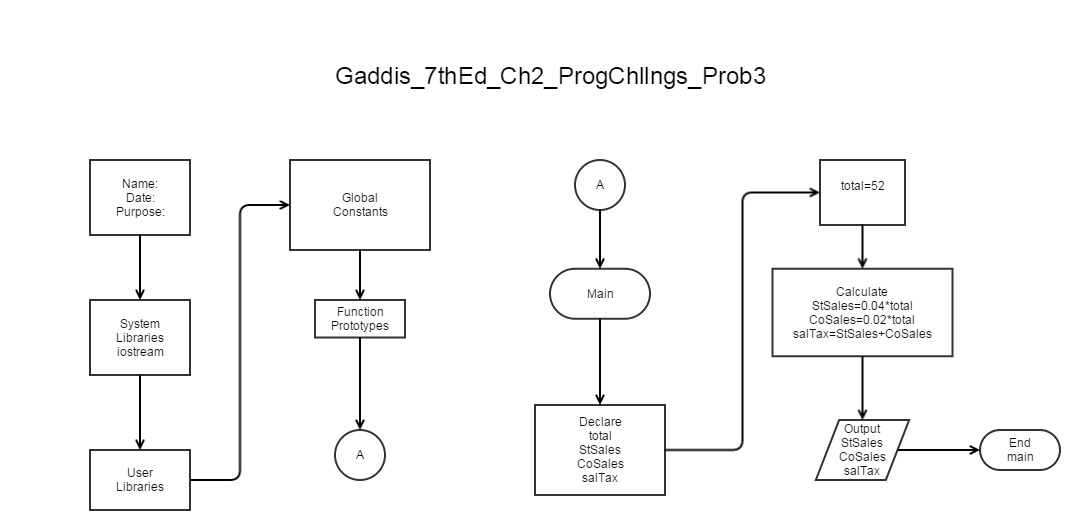 Gaddis_7thEd_Ch2_ProgChllngs_Prob3
Name:
Date:
Purpose:
System
Libraries
iostream
User
Libraries
Global
Constants
Function
Prototypes
A
A
Main
Declare
total
StSales
CoSales
salTax
total=52
Calculate
StSales=0.04*total
CoSales=0.02*total
salTax=StSales+CoSales
Output
StSales
CoSales
salTax
End
main